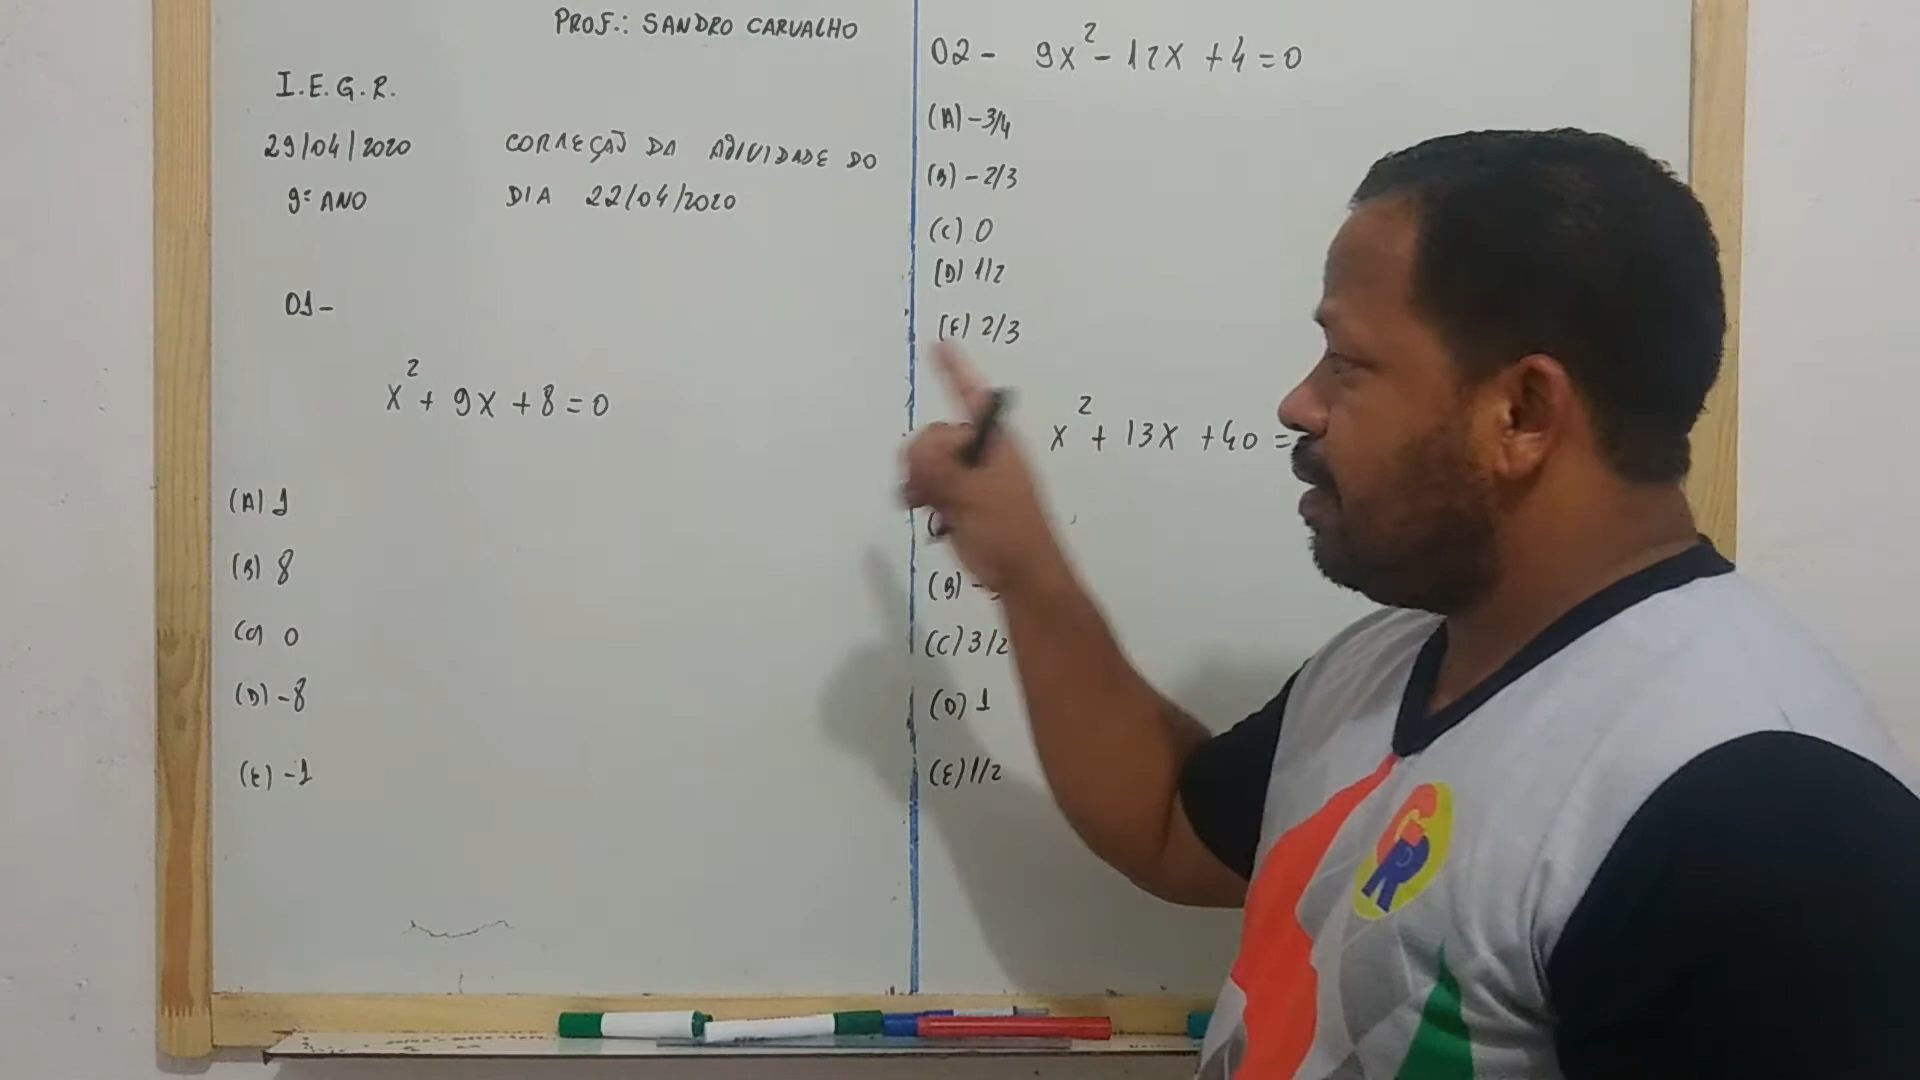 PROF.: SANDRO CARVALHO
I.E.G.R.
29/04/2020
9º ANO
CORREÇÃO DA ATIVIDADE DO
DIA 22/04/2020
01-
x² + 9x + 8 = 0
(A) 1
(B) 8
(C) 0
(D) -8
(E) -1
02- 9x² - 12x + 4 = 0
(A) -3/4
(B) -2/3
(C) 0
(D) 1/2
(E) 2/3
x² + 13x + 40 =
(B) -
(C) 3/2
(D) 1
(E) 1/2
GR